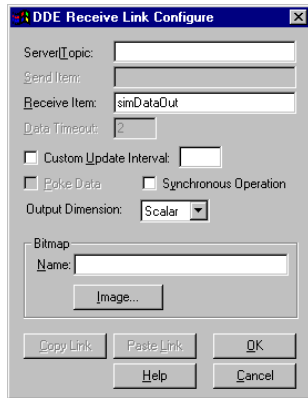 DDE Receive Link Configure
Server|Topic:
Send Item:
Receive Item: simDataOut
Data Timeout: 2
Custom Update Interval:
Poke Data Synchronous Operation
Output Dimension: Scalar
Bitmap
Name:
Image...
Copy Link Paste Link OK
Help Cancel